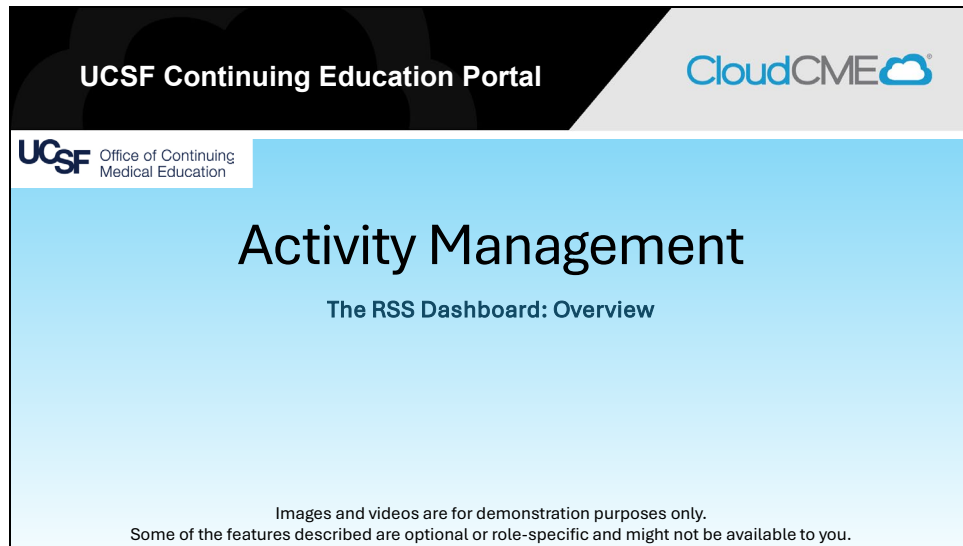 UCSF Continuing Education Portal
CloudCME®
UCSF Office of Continuing
Medical Education
Activity Management
The RSS Dashboard: Overview
Images and videos are for demonstration purposes only.
Some of the features described are optional or role-specific and might not be available to you.